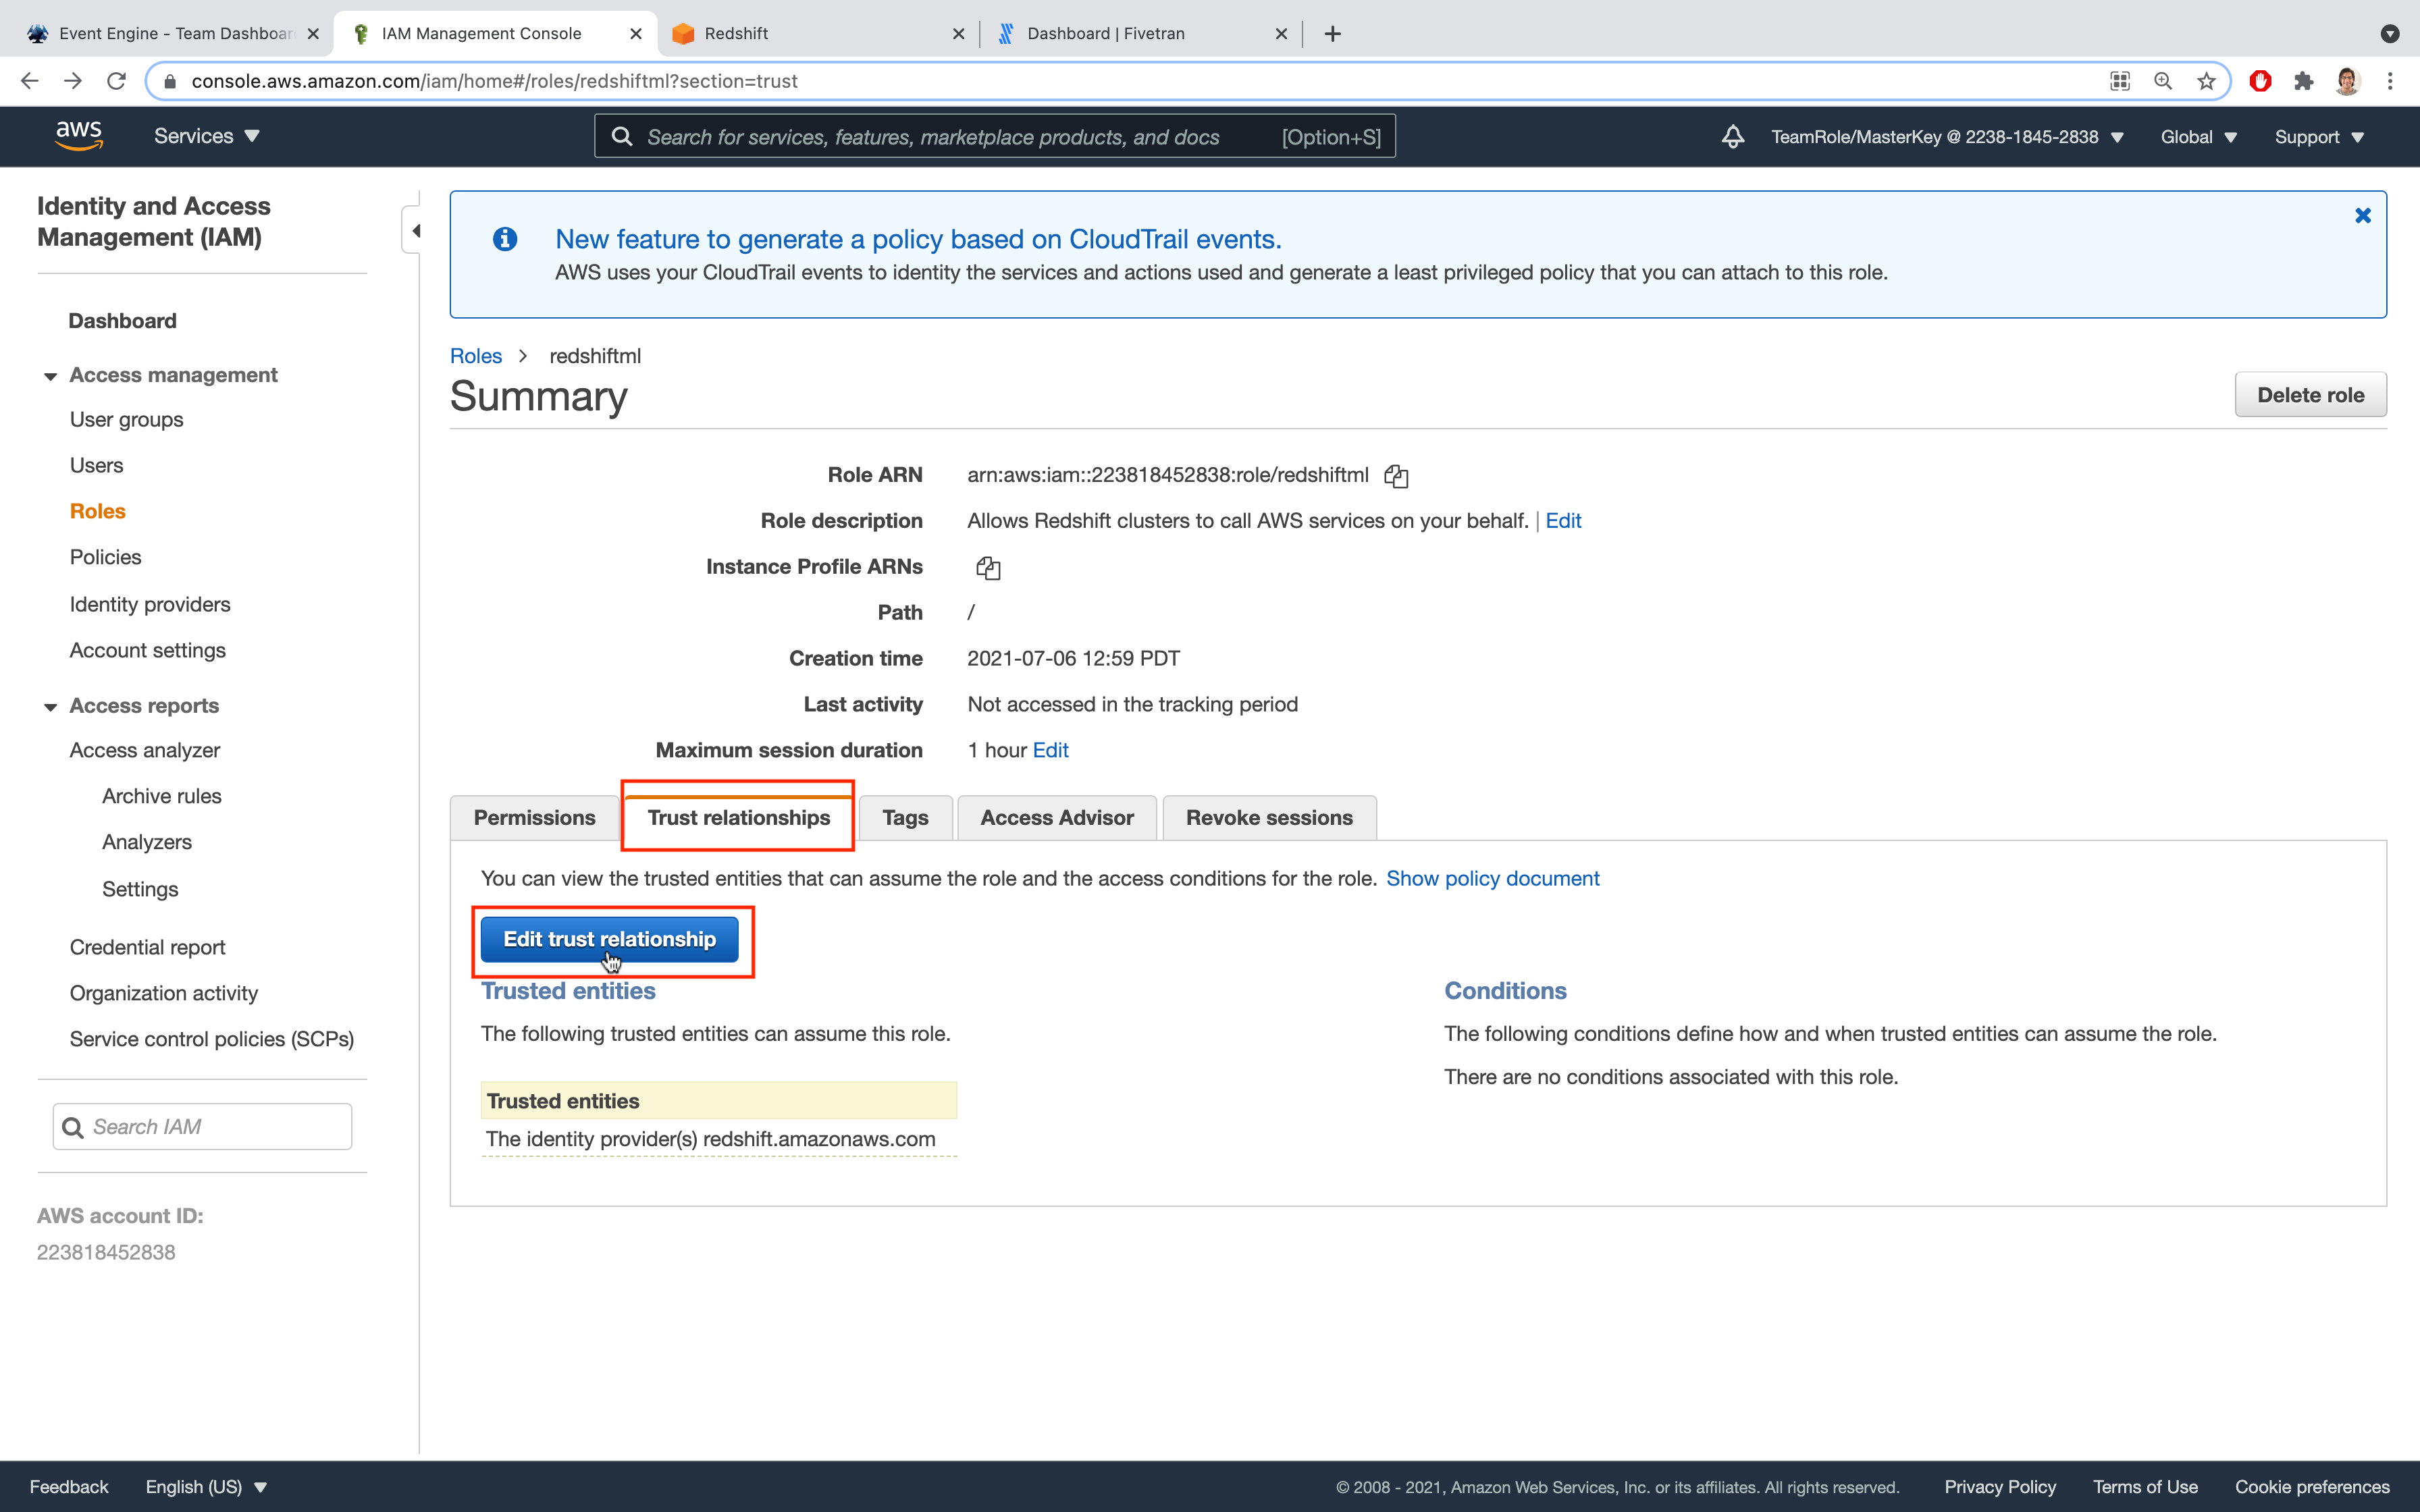 Event Engine - Team Dashboar
IAM Management Console
Redshift
Dashboard | Fivetran
console.aws.amazon.com/iam/home#/roles/redshiftml?section=trust
aws
Services
Search for services, features, marketplace products, and docs [Option+S]
TeamRole/MasterKey @ 2238-1845-2838
Global
Support
Identity and Access
Management (IAM)
Dashboard
Access management
User groups
Users
Roles
Policies
Identity providers
Account settings
Access reports
Access analyzer
Archive rules
Analyzers
Settings
Credential report
Organization activity
Service control policies (SCPs)
Search IAM
AWS account ID:
223818452838
New feature to generate a policy based on CloudTrail events.
AWS uses your CloudTrail events to identity the services and actions used and generate a least privileged policy that you can attach to this role.
Roles > redshiftml
Summary
Delete role
Role ARN arn:aws:iam::223818452838:role/redshiftml
Role description Allows Redshift clusters to call AWS services on your behalf. | Edit
Instance Profile ARNs
Path /
Creation time 2021-07-06 12:59 PDT
Last activity Not accessed in the tracking period
Maximum session duration 1 hour Edit
Permissions
Trust relationships
Tags
Access Advisor
Revoke sessions
You can view the trusted entities that can assume the role and the access conditions for the role. Show policy document
Edit trust relationship
Trusted entities
The following trusted entities can assume this role.
Trusted entities
The identity provider(s) redshift.amazonaws.com
Conditions
The following conditions define how and when trusted entities can assume the role.
There are no conditions associated with this role.
Feedback
English (US)
© 2008 - 2021, Amazon Web Services, Inc. or its affiliates. All rights reserved.
Privacy Policy
Terms of Use
Cookie preferences